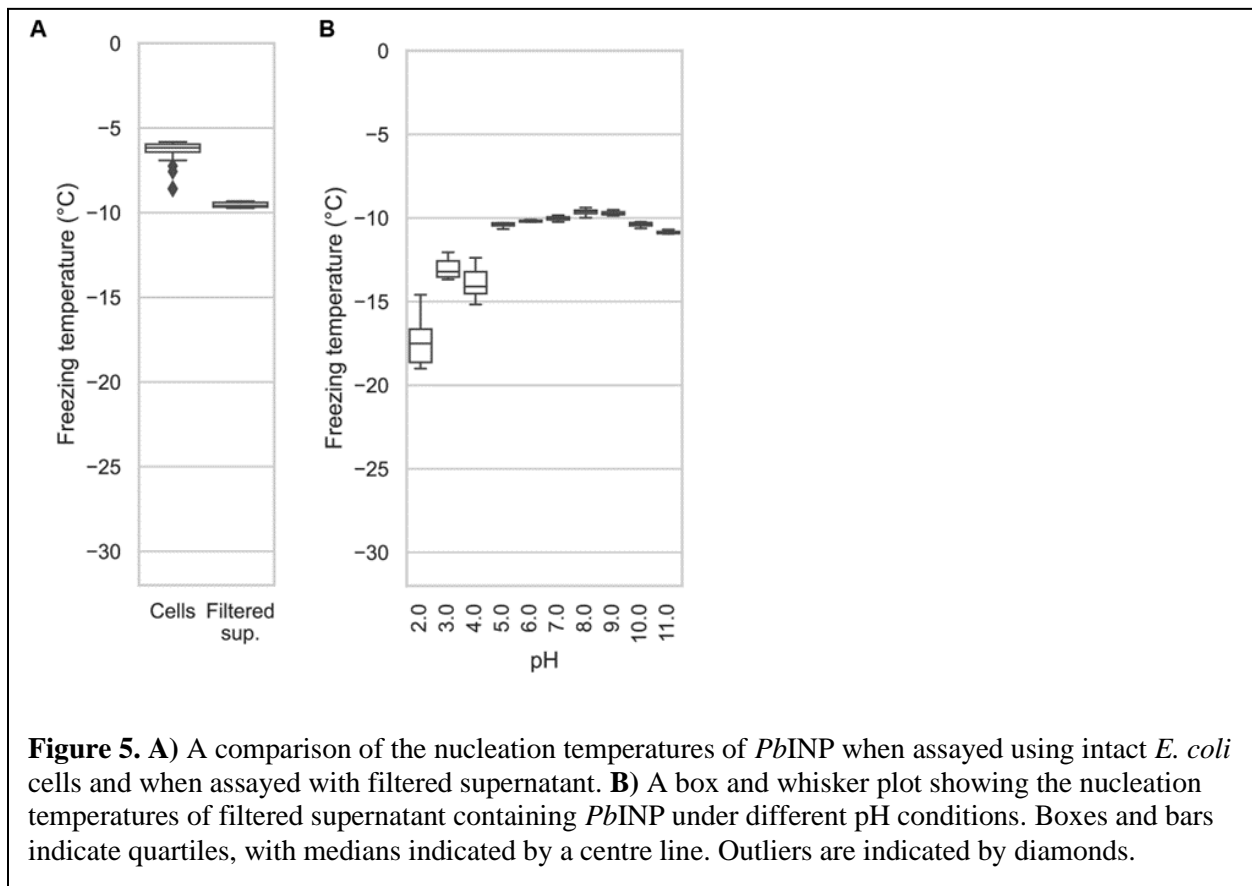 A
B
Freezing temperature (°C)
0
−5
−10
−15
−20
−25
−30
Cells Filtered
sup.
Freezing temperature (°C)
0
−5
−10
−15
−20
−25
−30
2.0 3.0 4.0 5.0 6.0 7.0 8.0 9.0 10.0 11.0
pH
Figure 5. A) A comparison of the nucleation temperatures of PbINP when assayed using intact E. coli
cells and when assayed with filtered supernatant. B) A box and whisker plot showing the nucleation
temperatures of filtered supernatant containing PbINP under different pH conditions. Boxes and bars
indicate quartiles, with medians indicated by a centre line. Outliers are indicated by diamonds.